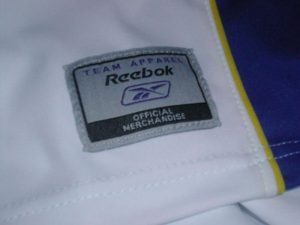 TEAM APPAREL
Reebok
OFFICIAL
MERCHANDISE